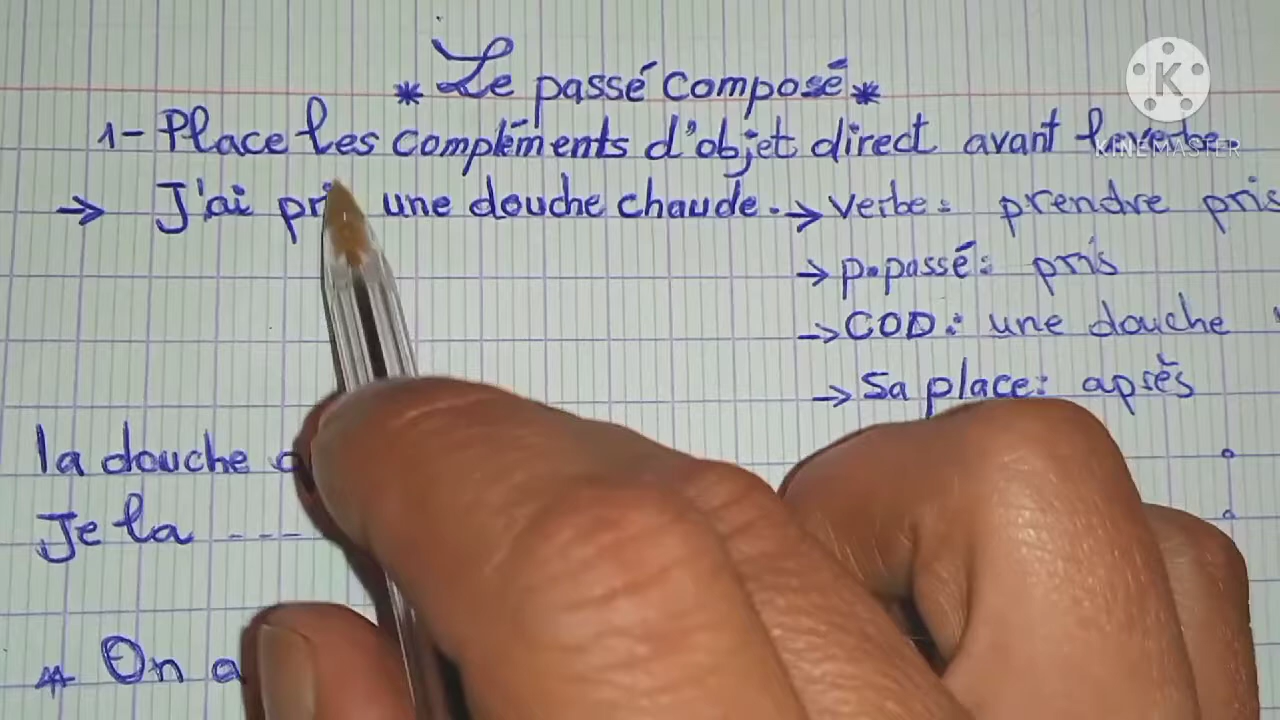 * Le passé composé *
1- Place les compléments d'objet direct avant le verbe
→ J'ai pris une douche chaude. → verbe: prendre pris
→ p.passé: pris
→ COD: une douche
→ Sa place: après
la douche
Je la ----
* On a
K
KINEMASTER